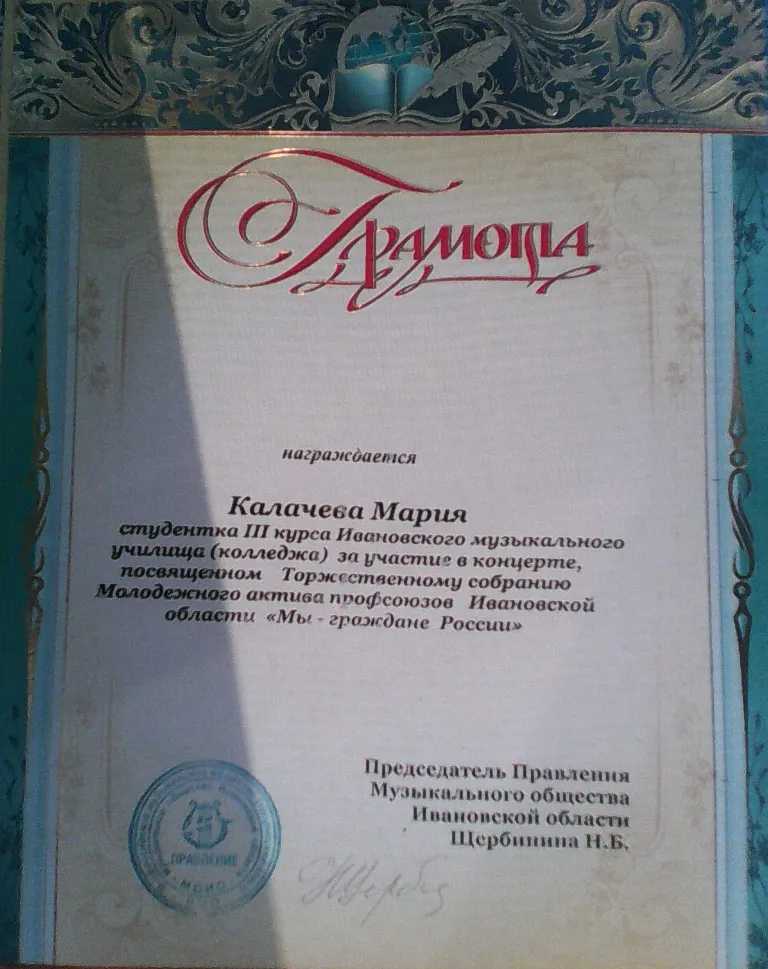 Грамота
награждается
Калачева Мария
студентка III курса Ивановского музыкального
училища (колледжа) за участие в концерте,
посвященном Торжественному собранию
Молодежного актива профсоюзов Ивановской
области «Мы - граждане России»
Председатель Правления
Музыкального общества
Ивановской области
Щербинина Н.Б.
ПРАВЛЕНИЕ